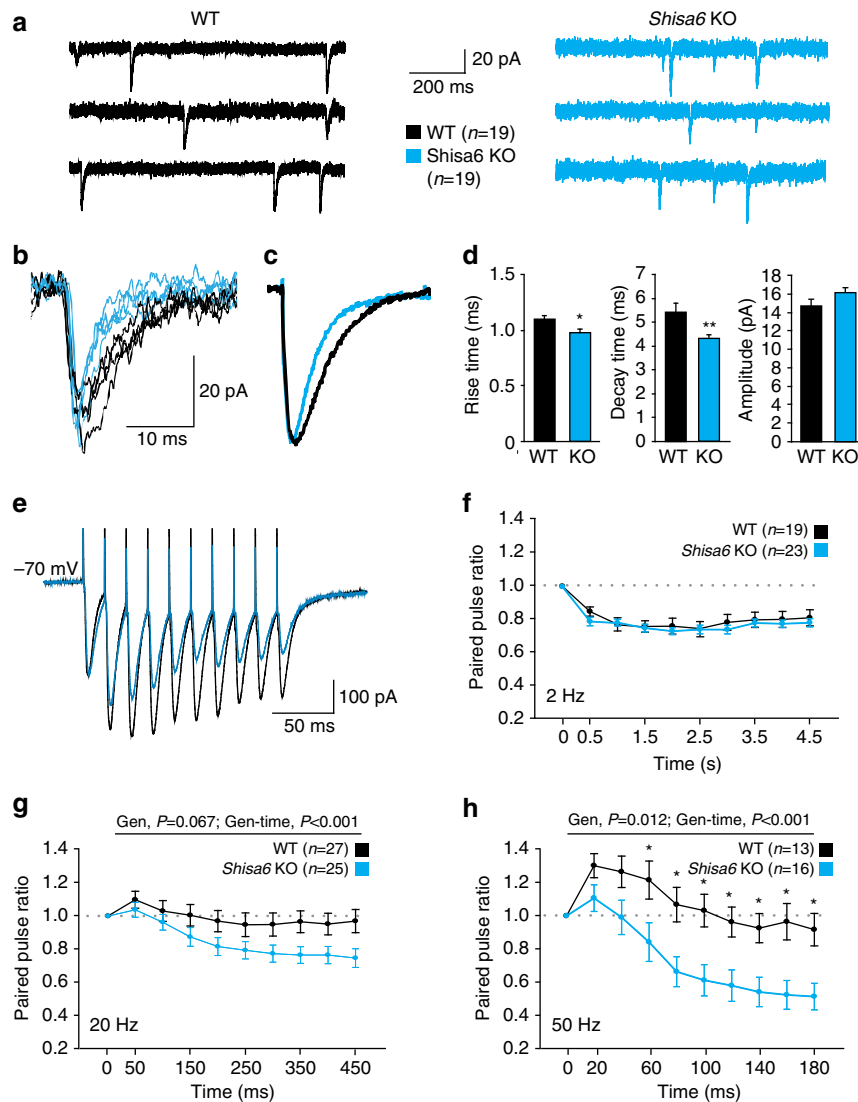 a
WT
Shisa6 KO
20 pA
200 ms
WT (n=19)
Shisa6 KO
(n=19)
b
c
d
20 pA
10 ms
Rise time (ms)
1.5
1.0
0.5
0
*
WT KO
Decay time (ms)
7
6
5
4
3
2
1
0
**
WT KO
Amplitude (pA)
18
16
14
12
10
8
6
4
2
0
WT KO
e
–70 mV
100 pA
50 ms
f
WT (n=19)
Shisa6 KO (n=23)
Paired pulse ratio
1.4
1.2
1.0
0.8
0.6
0.4
0.2
2 Hz
0 0.5 1.5 2.5 3.5 4.5
Time (s)
g
Gen, P=0.067; Gen-time, P<0.001
WT (n=27)
Shisa6 KO (n=25)
Paired pulse ratio
1.4
1.2
1.0
0.8
0.6
0.4
0.2
20 Hz
0 50 150 250 350 450
Time (ms)
h
Gen, P=0.012; Gen-time, P<0.001
WT (n=13)
Shisa6 KO (n=16)
* * * * * * *
Paired pulse ratio
1.4
1.2
1.0
0.8
0.6
0.4
0.2
50 Hz
0 20 60 100 140 180
Time (ms)